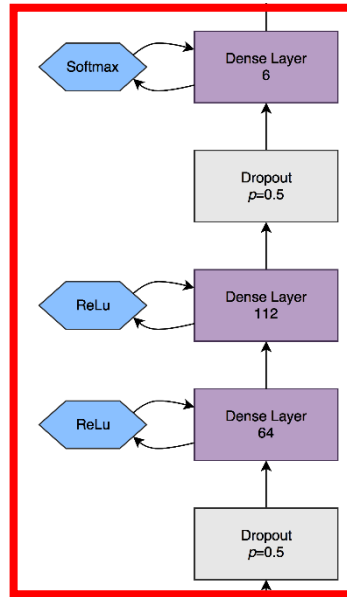 Softmax
Dense Layer
6
Dropout
p=0.5
ReLu
Dense Layer
112
ReLu
Dense Layer
64
Dropout
p=0.5